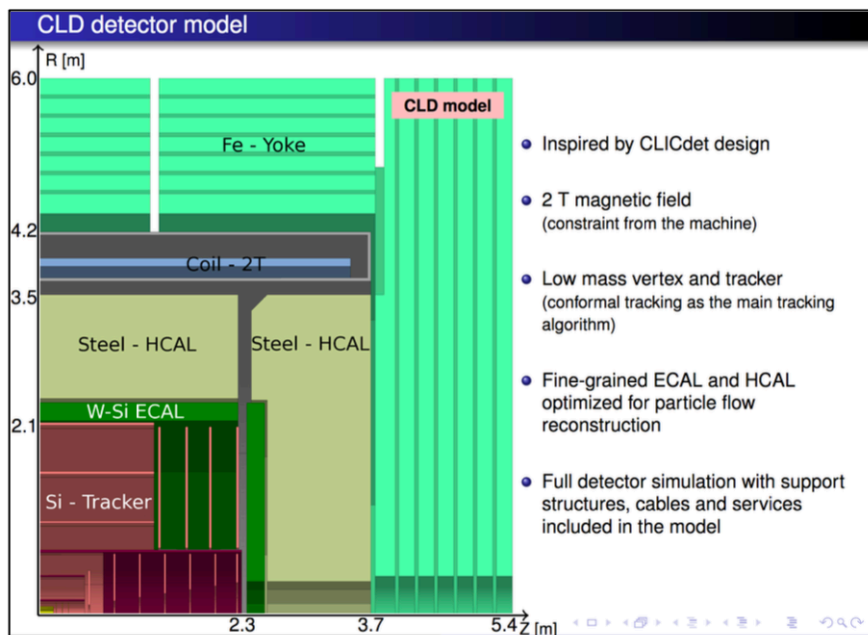 CLD detector model
R [m]
6.0
CLD model
Fe - Yoke
4.2
Coil - 2T
3.5
Steel - HCAL
Steel - HCAL
W-Si ECAL
2.1
Si - Tracker
2.3
3.7
5.4
Z [m]
Inspired by CLICdet design
2 T magnetic field
(constraint from the machine)
Low mass vertex and tracker
(conformal tracking as the main tracking
algorithm)
Fine-grained ECAL and HCAL
optimized for particle flow
reconstruction
Full detector simulation with support
structures, cables and services
included in the model